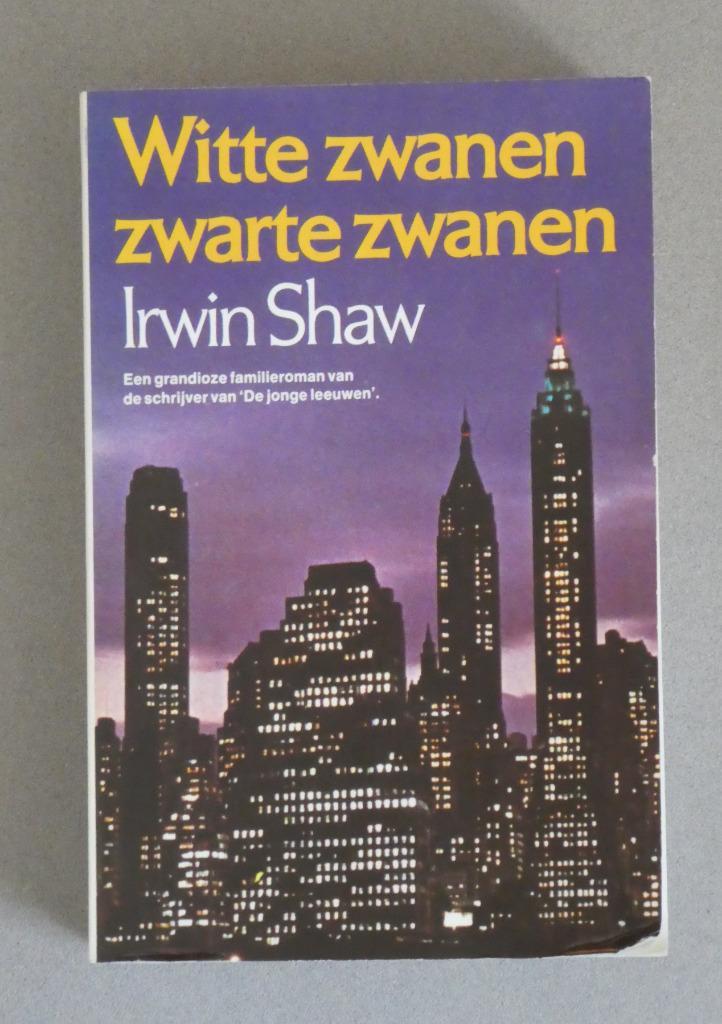 Witte zwanen
zwarte zwanen
Irwin Shaw
Een grandioze familieroman van
de schrijver van 'De jonge leeuwen'.